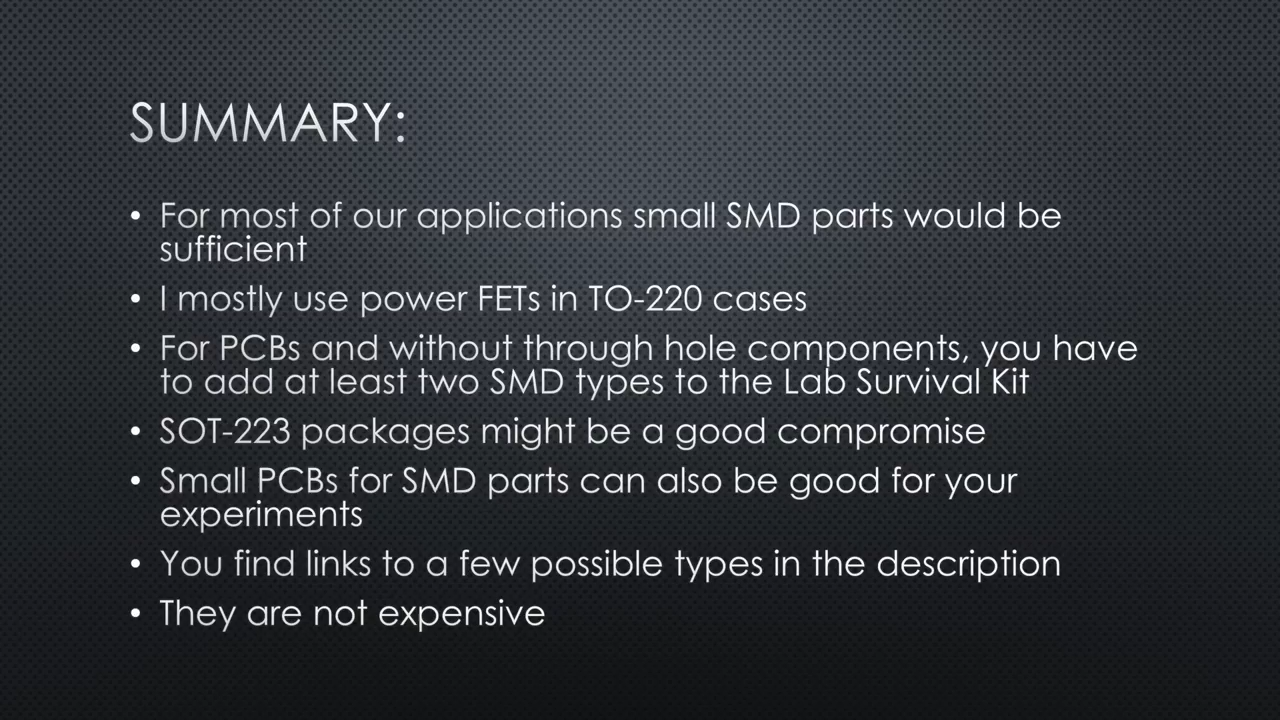 SUMMARY:
• For most of our applications small SMD parts would be
sufficient
• I mostly use power FETs in TO-220 cases
• For PCBs and without through hole components, you have
to add at least two SMD types to the Lab Survival Kit
• SOT-223 packages might be a good compromise
• Small PCBs for SMD parts can also be good for your
experiments
• You find links to a few possible types in the description
• They are not expensive